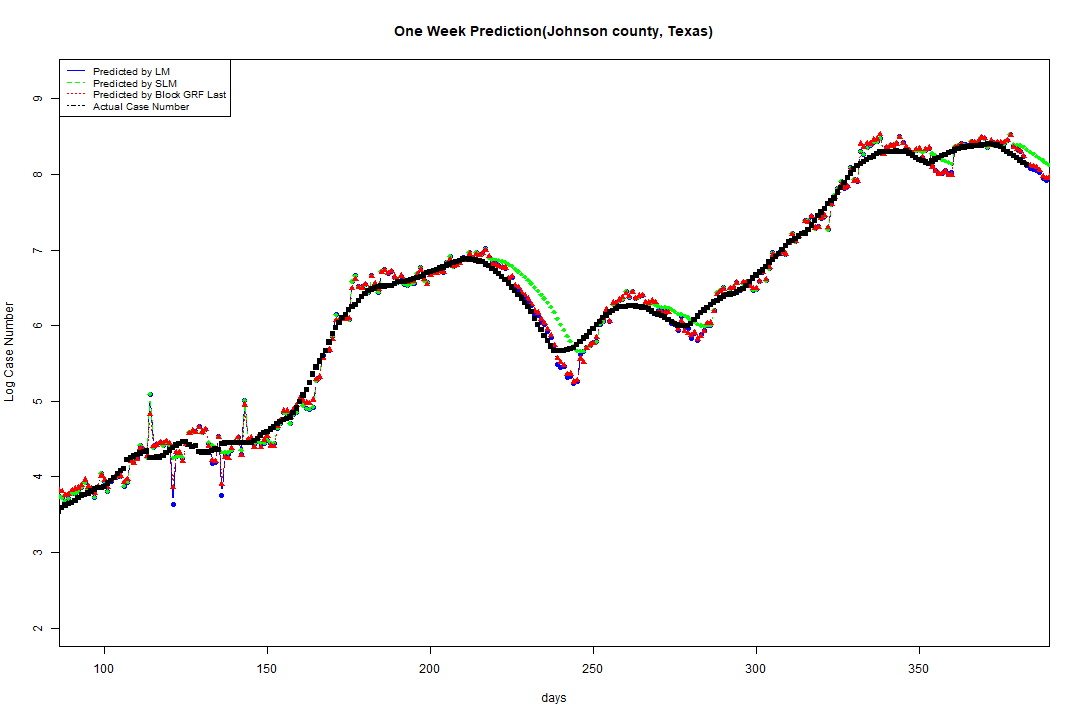 One Week Prediction(Johnson county, Texas)
Predicted by LM
Predicted by SLM
Predicted by Block GRF Last
Actual Case Number
9
8
7
6
5
4
3
2
Log Case Number
100 150 200 250 300 350
days